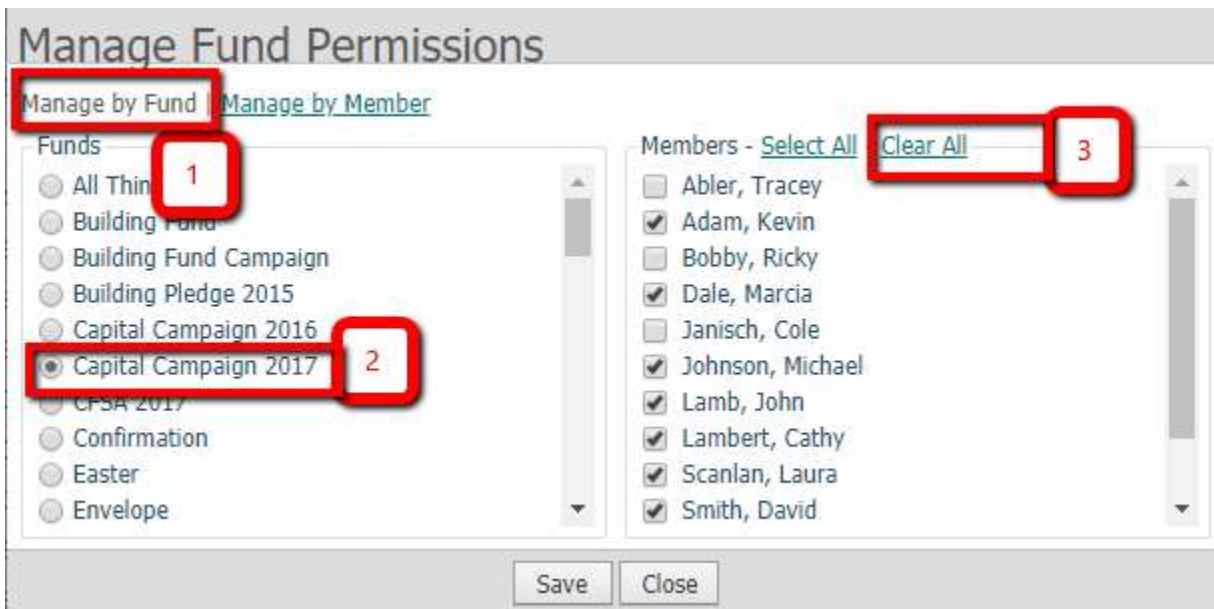 Manage Fund Permissions
Manage by Fund | Manage by Member
Funds
1
All Thin
Building Fund
Building Fund Campaign
Building Pledge 2015
Capital Campaign 2016
Capital Campaign 2017
2
CFSA 2017
Confirmation
Easter
Envelope
Members - Select All Clear All
3
Abler, Tracey
Adam, Kevin
Bobby, Ricky
Dale, Marcia
Janisch, Cole
Johnson, Michael
Lamb, John
Lambert, Cathy
Scanlan, Laura
Smith, David
Save Close